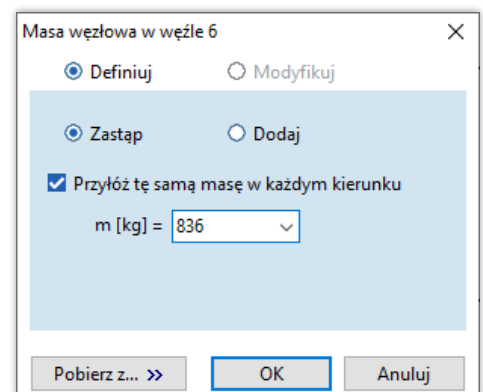 Masa węzłowa w węźle 6
Definiuj Modyfikuj
Zastąp Dodaj
Przyłóż tę samą masę w każdym kierunku
m [kg] = 836
Pobierz z... >> OK Anuluj